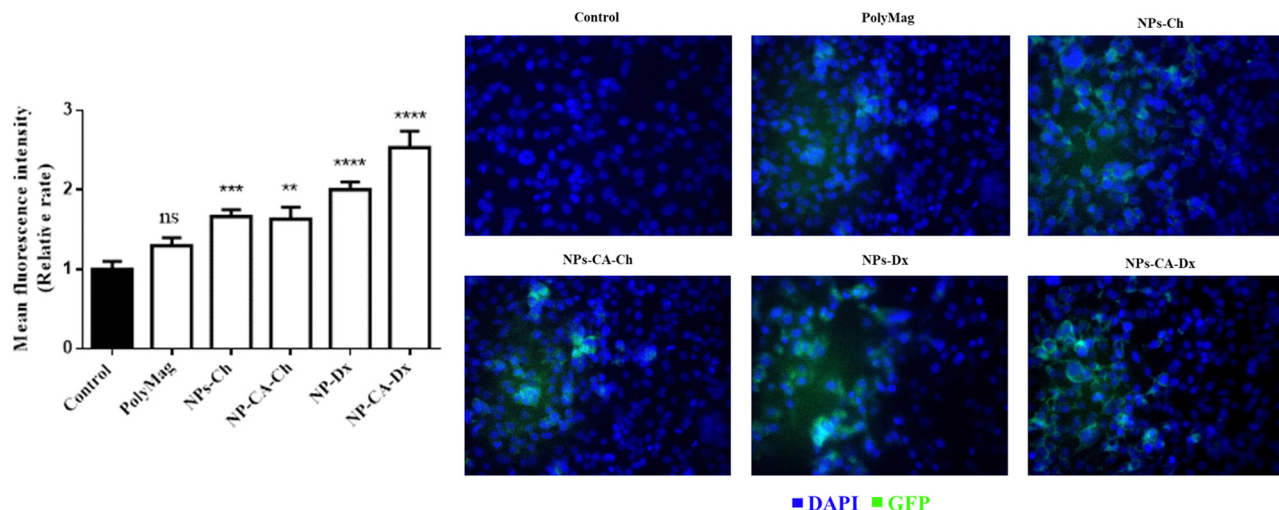 Control
PolyMag
NPs-Ch
Mean fluorescence intensity
(Relative rate)
3
2
1
0
ns
***
**
****
****
Control
PolyMag
NPs-Ch
NP-CA-Ch
NP-Dx
NP-CA-Dx
NPs-CA-Ch
NPs-Dx
NPs-CA-Dx
DAPI GFP